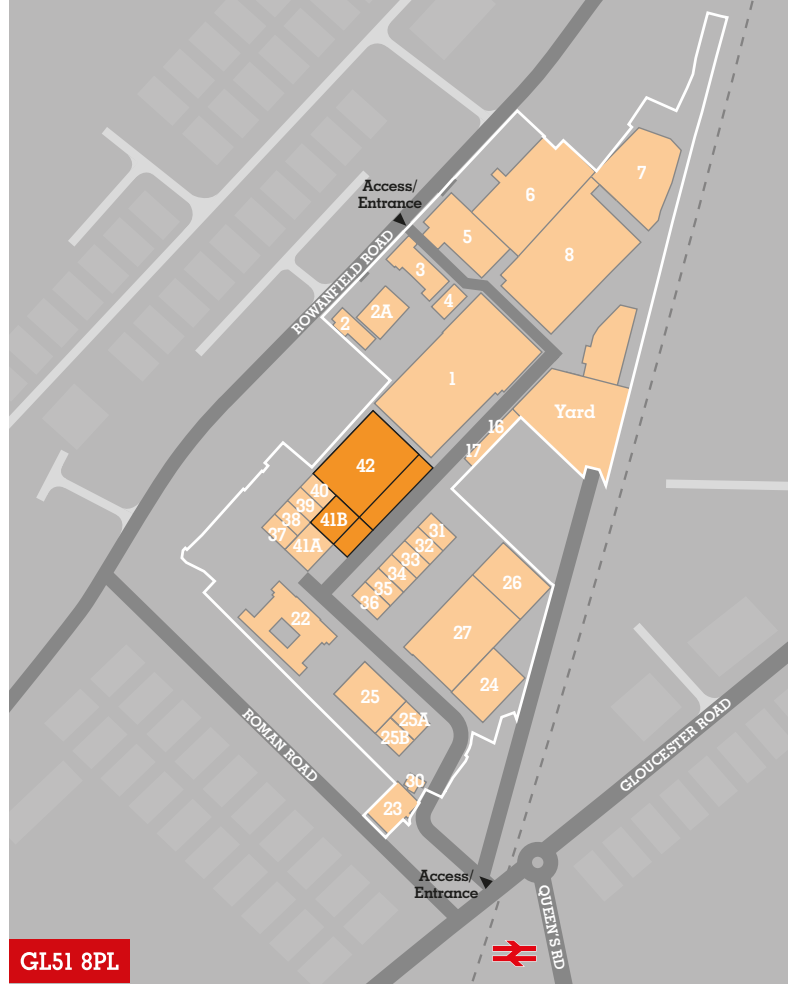 7
6
Access/
Entrance
5
8
ROWANFIELD ROAD
3
4
2A
2
1
Yard
16
17
42
40
39
41B
38
37
41A
31
32
33
34
35
36
26
22
27
24
25
25A
25B
ROMAN ROAD
GLOUCESTER ROAD
30
23
Access/
Entrance
QUEEN'S RD
GL51 8PL